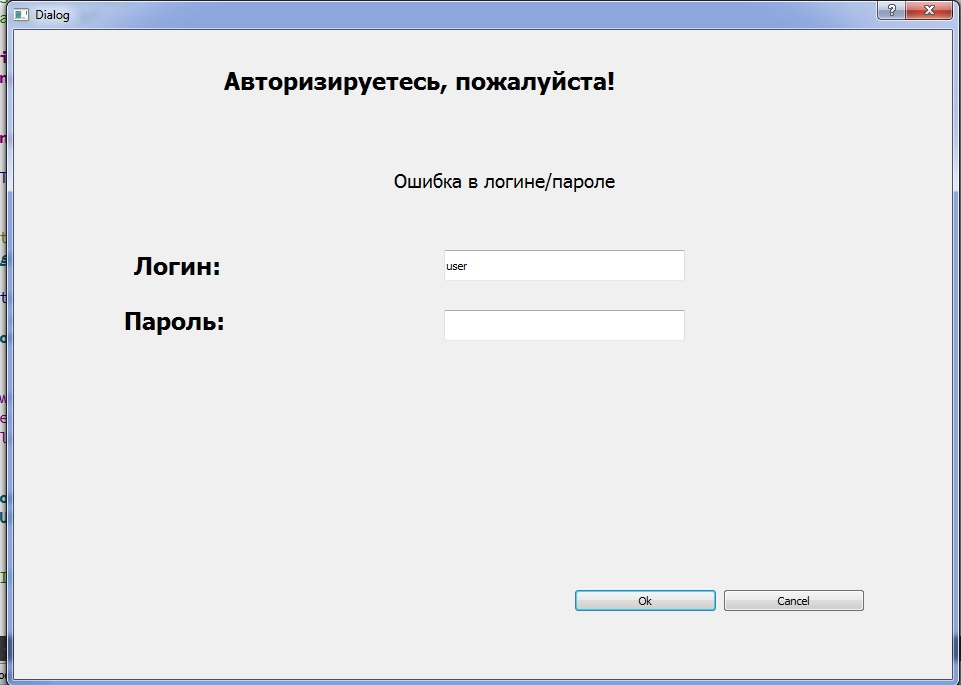 Dialog
Авторизируетесь, пожалуйста!
Ошибка в логине/пароле
Логин:
user
Пароль:
Ok
Cancel